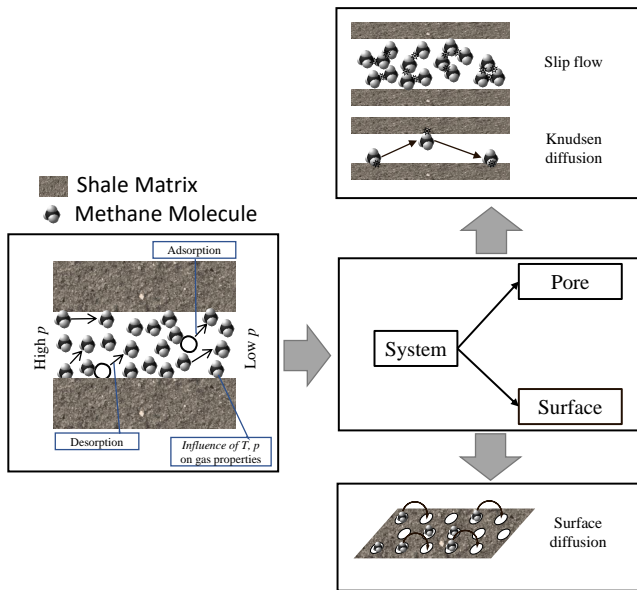 Slip flow
Knudsen
diffusion
Shale Matrix
Methane Molecule
Adsorption
High p
Low p
Desorption
Influence of T, p
on gas properties
System
Pore
Surface
Surface
diffusion